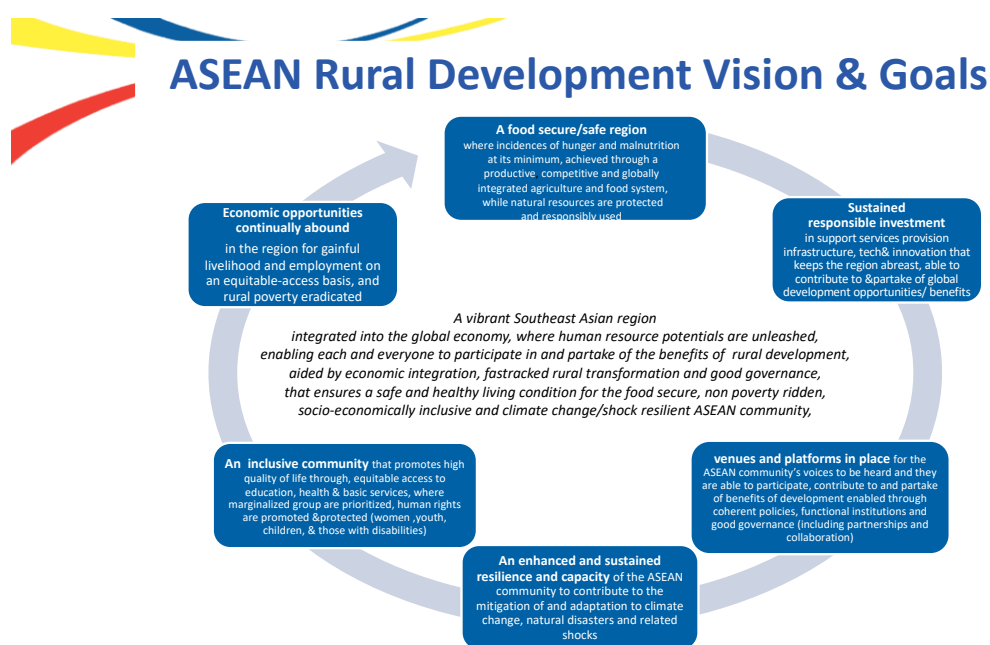 ASEAN Rural Development Vision & Goals
A food secure/safe region
where incidences of hunger and malnutrition
at its minimum, achieved through a
productive, competitive and globally
integrated agriculture and food system,
while natural resources are protected
and responsibly used
Sustained
responsible investment
in support services provision
infrastructure, tech& innovation that
keeps the region abreast, able to
contribute to &partake of global
development opportunities/ benefits
venues and platforms in place for the
ASEAN community's voices to be heard and they
are able to participate, contribute to and partake
of benefits of development enabled through
coherent policies, functional institutions and
good governance (including partnerships and
collaboration)
An enhanced and sustained
resilience and capacity of the ASEAN
community to contribute to the
mitigation of and adaptation to climate
change, natural disasters and related
shocks
An inclusive community that promotes high
quality of life through, equitable access to
education, health & basic services, where
marginalized group are prioritized, human rights
are promoted &protected (women ,youth,
children, & those with disabilities)
Economic opportunities
continually abound
in the region for gainful
livelihood and employment on
an equitable-access basis, and
rural poverty eradicated
A vibrant Southeast Asian region
integrated into the global economy, where human resource potentials are unleashed,
enabling each and everyone to participate in and partake of the benefits of rural development,
aided by economic integration, fastracked rural transformation and good governance,
that ensures a safe and healthy living condition for the food secure, non poverty ridden,
socio-economically inclusive and climate change/shock resilient ASEAN community,